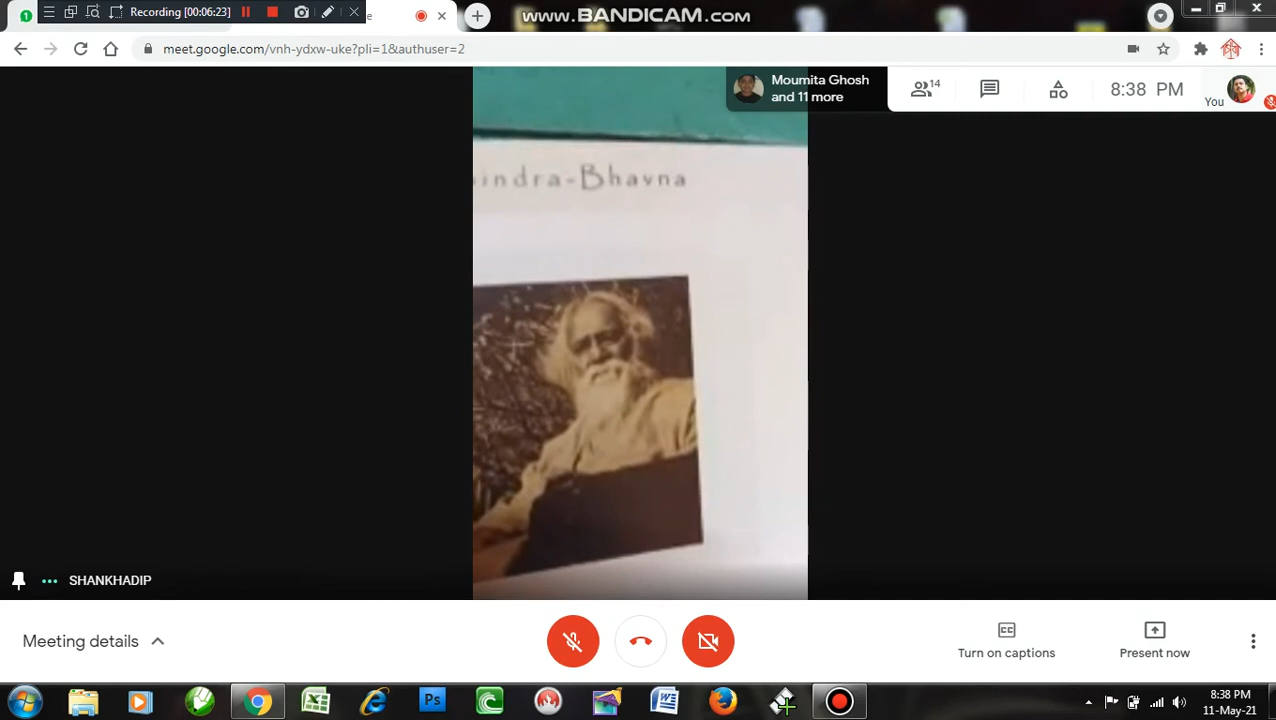 Recording [00:06:23]
www.BANDICAM.com
meet.google.com/vnh-ydxw-uke?pli=1&authuser=2
Moumita Ghosh
and 11 more
14
8:38 PM
You
indra-Bhavna
SHANKHADIP
Meeting details
CC
Turn on captions
Present now
Ps
8:38 PM
11-May-21